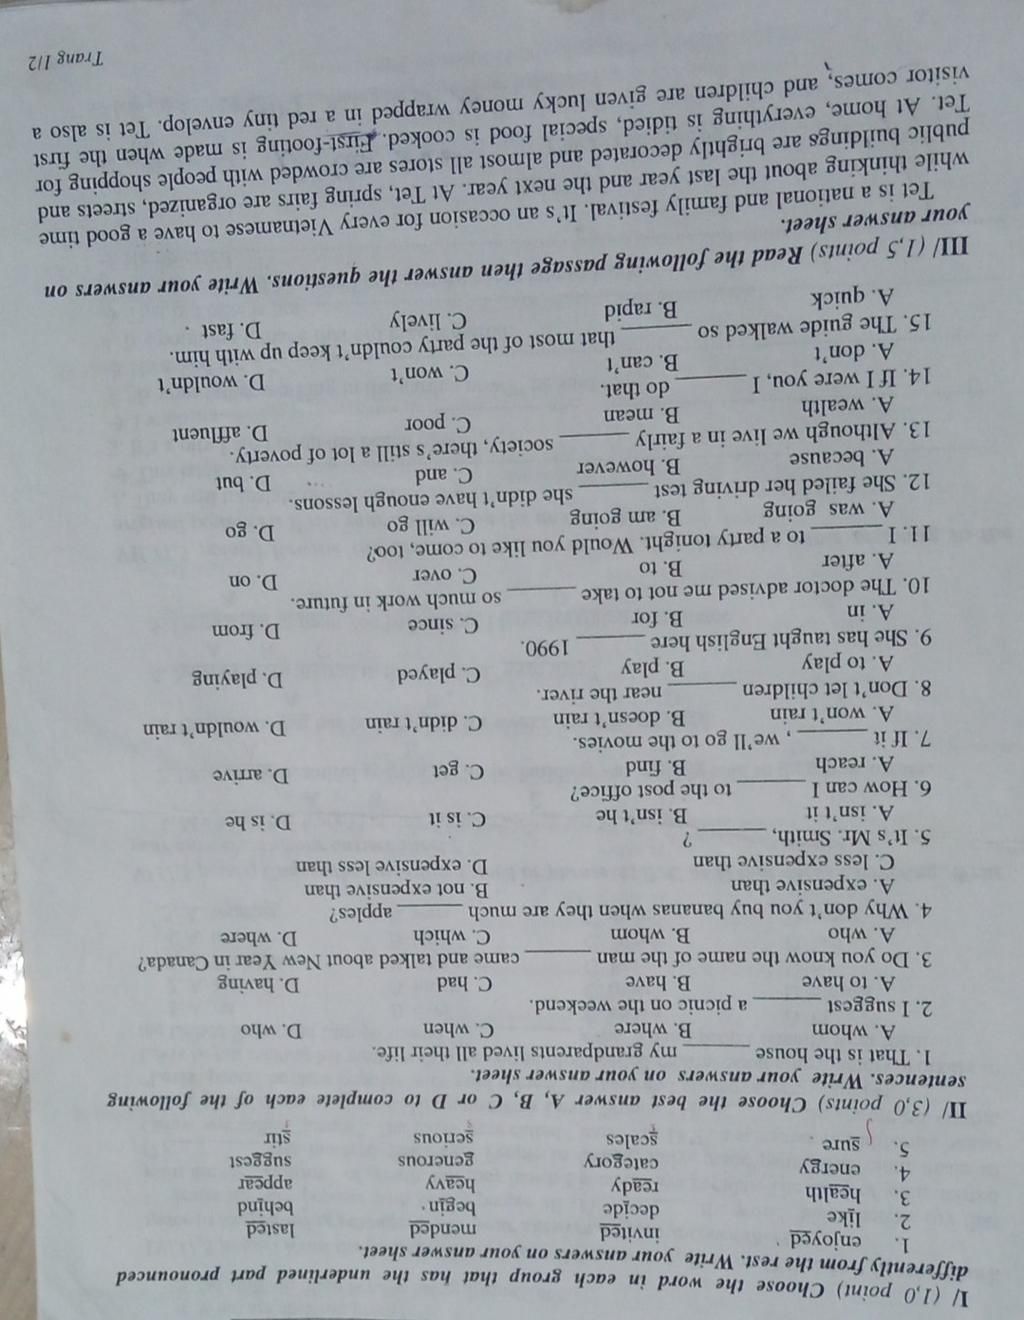 I/ (1,0 point) Choose the word in each group that has the underlined part pronounced
differently from the rest. Write your answers on your answer sheet.
1. enjoyed invited mended lasted
2. like decide begin behind
3. health ready heavy appear
4. energy category generous suggest
5. sure scales serious stir
II/ (3,0 points) Choose the best answer A, B, C or D to complete each of the following
sentences. Write your answers on your answer sheet.
1. That is the house ______ my grandparents lived all their life.
A. whom B. where C. when D. who
2. I suggest ______ a picnic on the weekend.
A. to have B. have C. had D. having
3. Do you know the name of the man ______ came and talked about New Year in Canada?
A. who B. whom C. which D. where
4. Why don't you buy bananas when they are much ______ apples?
A. expensive than B. not expensive than
C. less expensive than D. expensive less than
5. It's Mr. Smith, ______ ?
A. isn't it B. isn't he C. is it D. is he
6. How can I ______ to the post office?
A. reach B. find C. get D. arrive
7. If it ______ , we'll go to the movies.
A. won't rain B. doesn't rain C. didn't rain D. wouldn't rain
8. Don't let children ______ near the river.
A. to play B. play C. played D. playing
9. She has taught English here ______ 1990.
A. in B. for C. since D. from
10. The doctor advised me not to take ______ so much work in future.
A. after B. to C. over D. on
11. I ______ to a party tonight. Would you like to come, too?
A. was going B. am going C. will go D. go
12. She failed her driving test ______ she didn't have enough lessons.
A. because B. however C. and D. but
13. Although we live in a fairly ______ society, there's still a lot of poverty.
A. wealth B. mean C. poor D. affluent
14. If I were you, I ______ do that.
A. don't B. can't C. won't D. wouldn't
15. The guide walked so ______ that most of the party couldn't keep up with him.
A. quick B. rapid C. lively D. fast
III/ (1,5 points) Read the following passage then answer the questions. Write your answers on
your answer sheet.
Tet is a national and family festival. It's an occasion for every Vietnamese to have a good time
while thinking about the last year and the next year. At Tet, spring fairs are organized, streets and
public buildings are brightly decorated and almost all stores are crowded with people shopping for
Tet. At home, everything is tidied, special food is cooked. First-footing is made when the first
visitor comes, and children are given lucky money wrapped in a red tiny envelop. Tet is also a
Trang 1/2